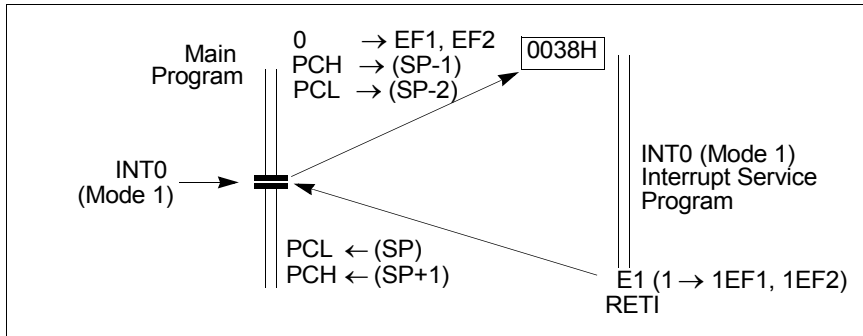 Main
Program
0 → EF1, EF2
PCH → (SP-1)
PCL → (SP-2)
0038H
INT0
(Mode 1)
INT0 (Mode 1)
Interrupt Service
Program
PCL ← (SP)
PCH ← (SP+1)
E1 (1 → 1EF1, 1EF2)
RETI